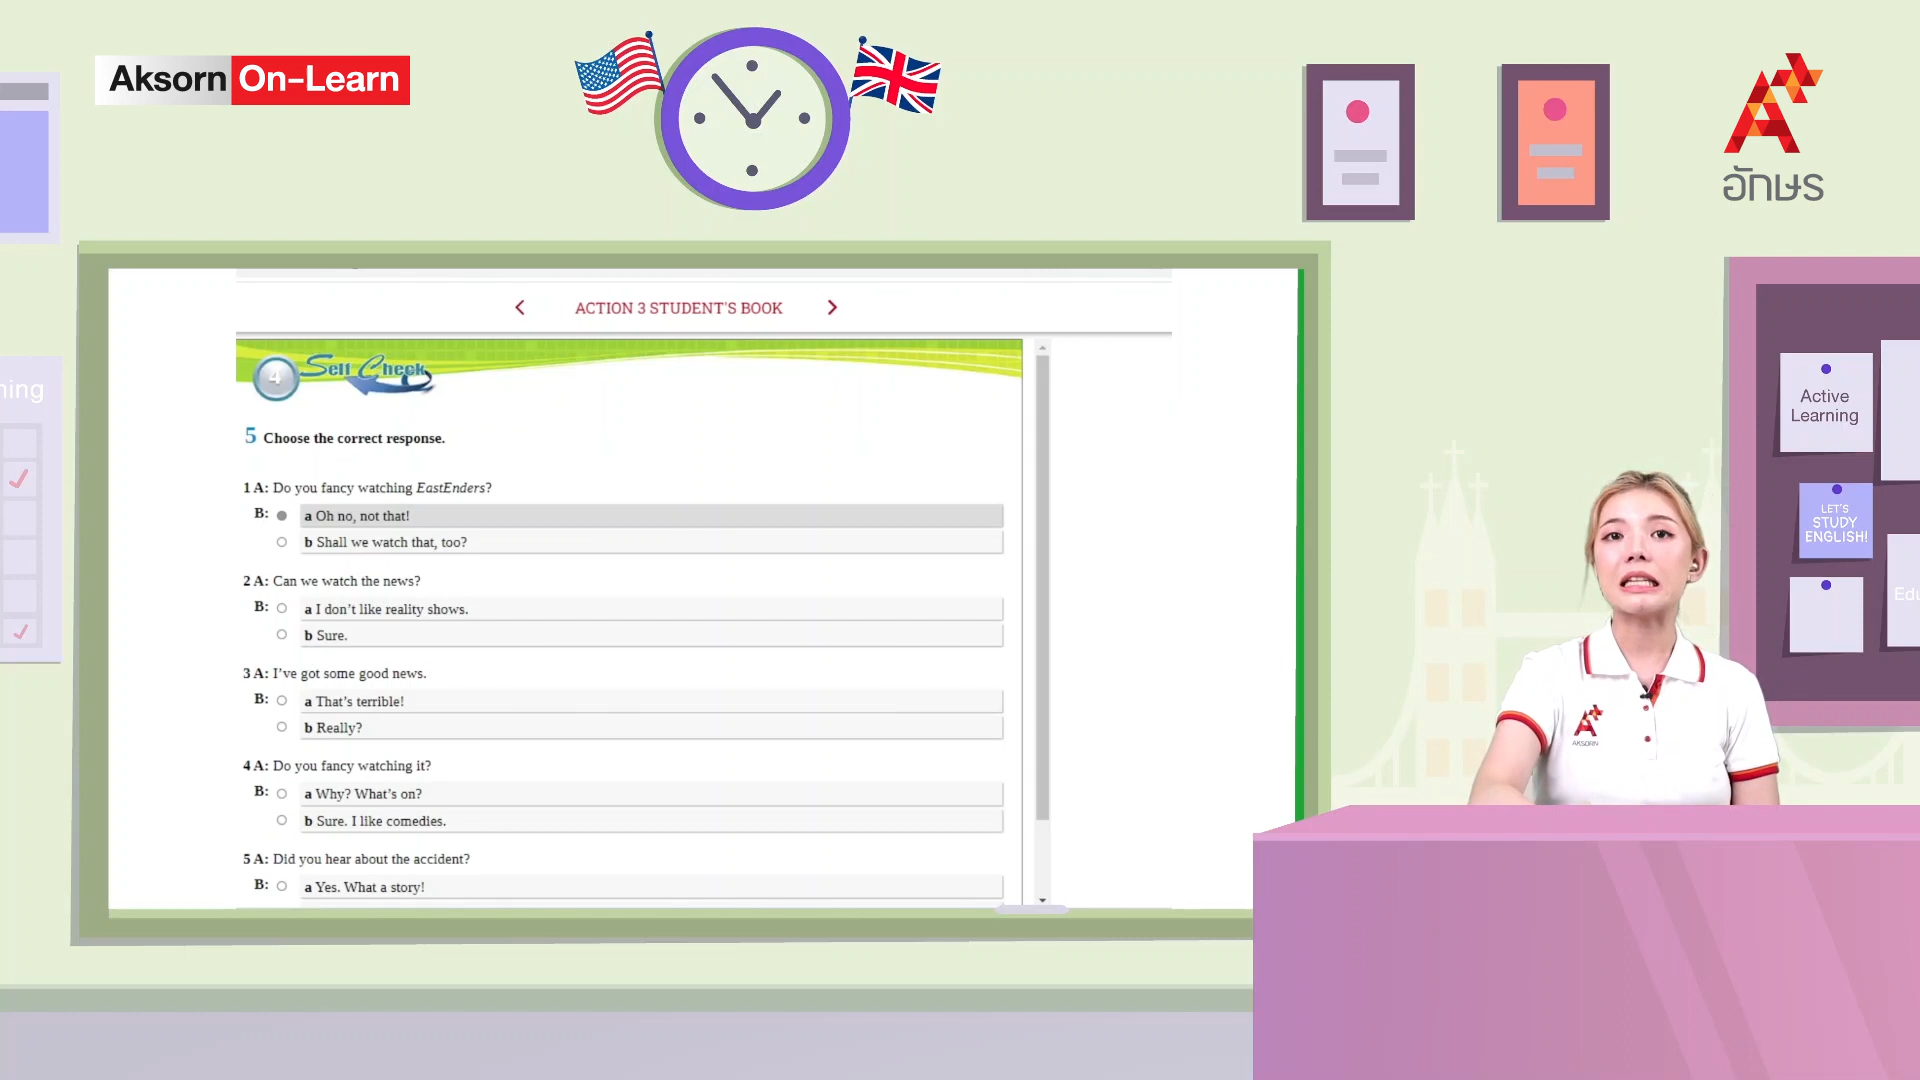 Aksorn On-Learn
อักษร
ACTION 3 STUDENT'S BOOK
4 Self Check
5 Choose the correct response.
1 A: Do you fancy watching EastEnders?
B: a Oh no, not that!
b Shall we watch that, too?
2 A: Can we watch the news?
B: a I don't like reality shows.
b Sure.
3 A: I've got some good news.
B: a That's terrible!
b Really?
4 A: Do you fancy watching it?
B: a Why? What's on?
b Sure. I like comedies.
5 A: Did you hear about the accident?
B: a Yes. What a story!
Active
Learning
LET'S
STUDY
ENGLISH!
AKSORN